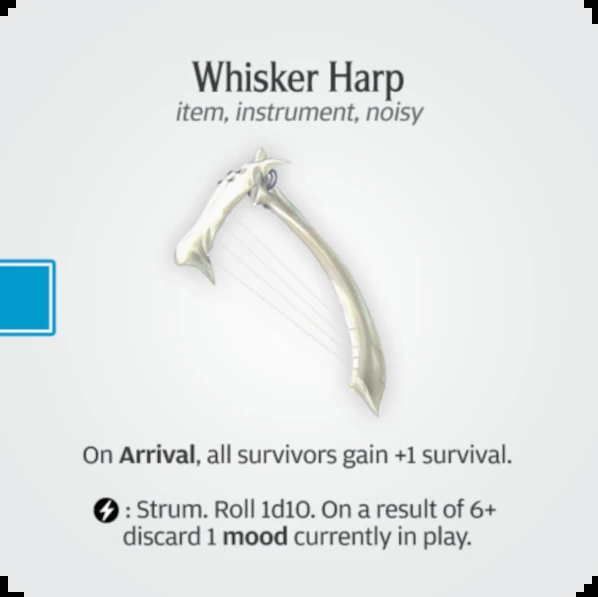 Whisker Harp
item, instrument, noisy
On Arrival, all survivors gain +1 survival.
: Strum. Roll 1d10. On a result of 6+
discard 1 mood currently in play.